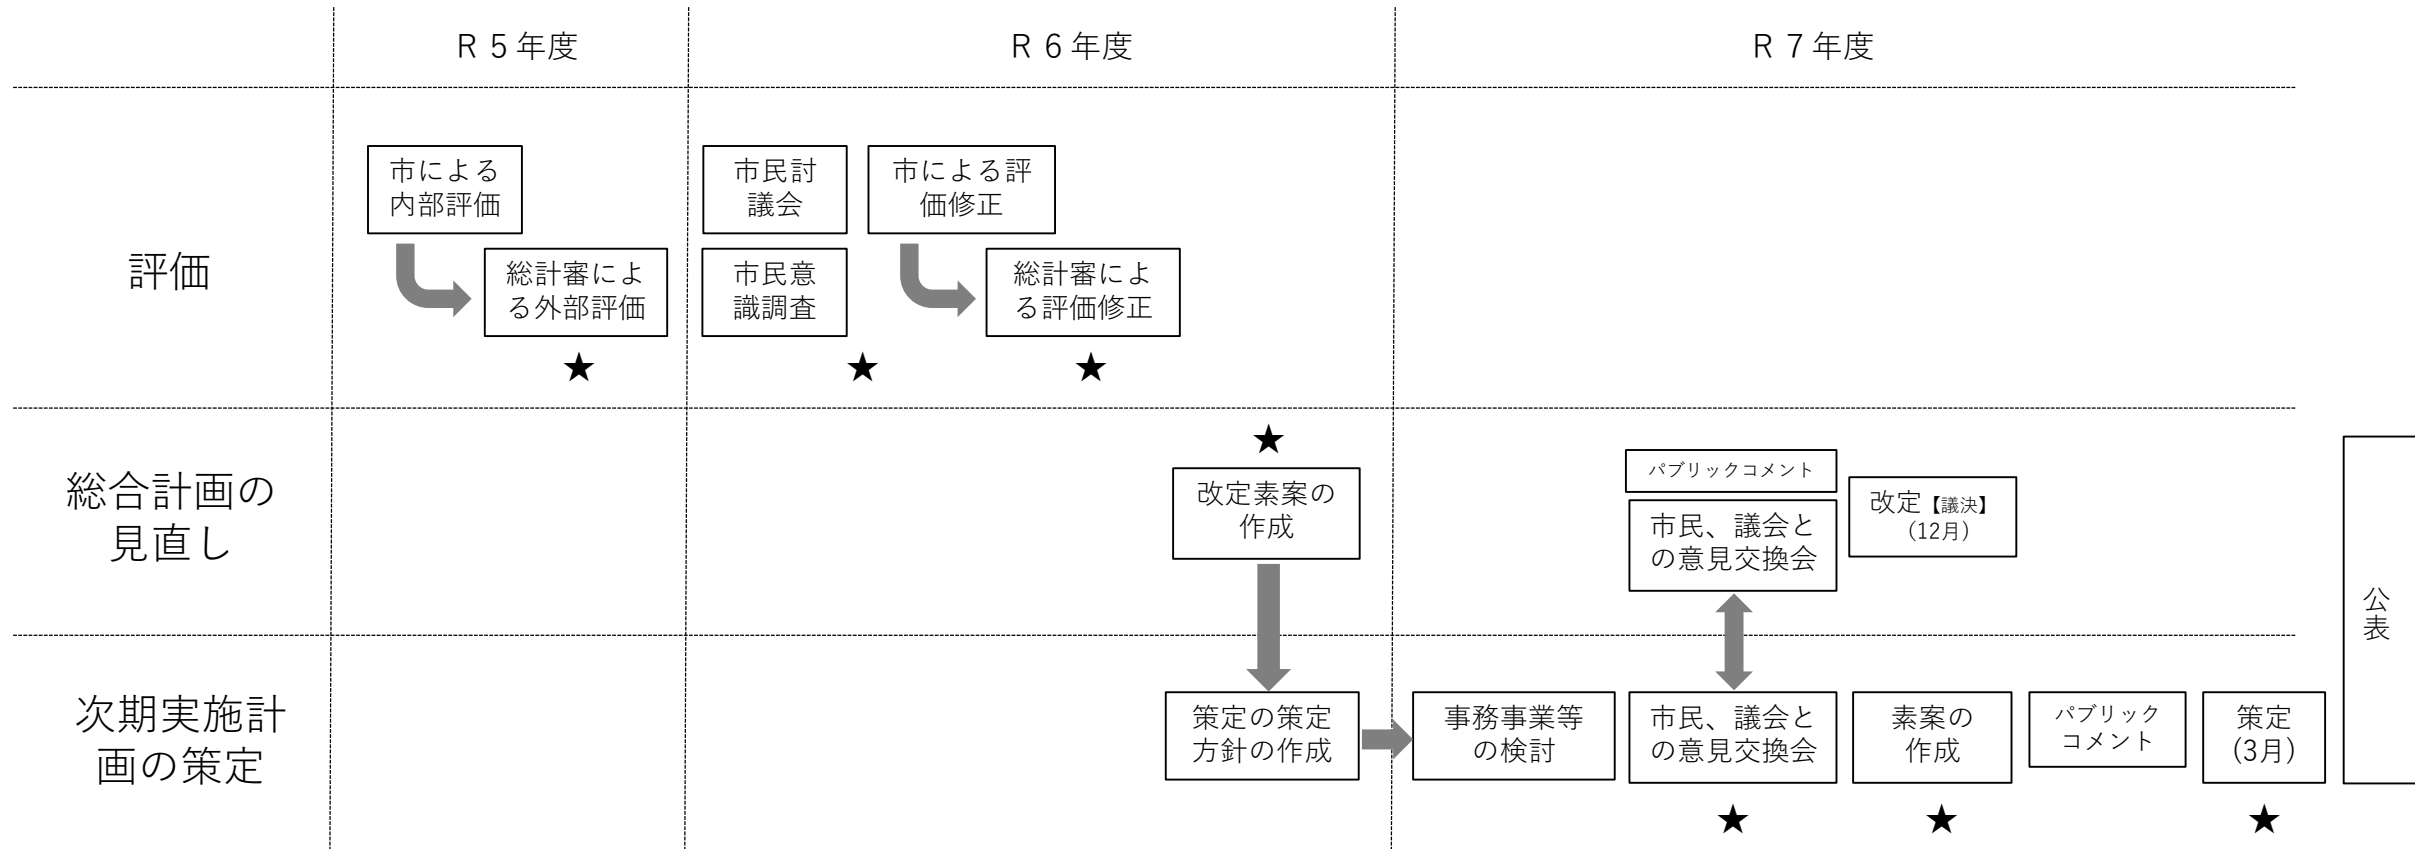 R 5年度
R 6年度
R 7年度
評価
市による
内部評価
総計審によ
る外部評価
★
市民討
議会
市民意
識調査
★
市による評
価修正
総計審によ
る評価修正
★
総合計画の
見直し
★
改定素案の
作成
パブリックコメント
市民、議会と
の意見交換会
改定【議決】
(12月)
次期実施計
画の策定
策定の策定
方針の作成
事務事業等
の検討
市民、議会と
の意見交換会
★
素案の
作成
★
パブリック
コメント
策定
(3月)
★
公表